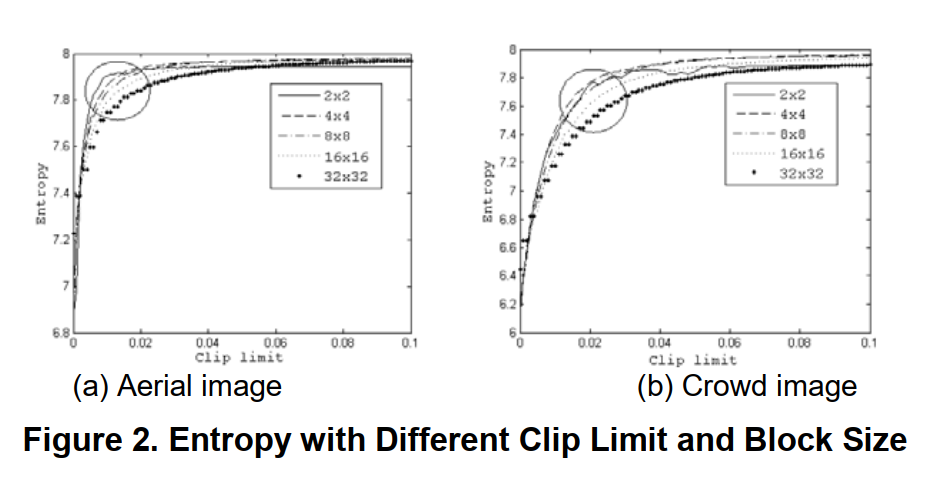 8
7.8
7.6
7.4
7.2
7
6.8
Entropy
2x2
4x4
8x8
16x16
32x32
0 0.02 0.04 0.06 0.08 0.1
Clip limit
(a) Aerial image
8
7.8
7.6
7.4
7.2
7
6.8
6.6
6.4
6.2
6
Entropy
2x2
4x4
8x8
16x16
32x32
0 0.02 0.04 0.06 0.08 0.1
Clip limit
(b) Crowd image
Figure 2. Entropy with Different Clip Limit and Block Size